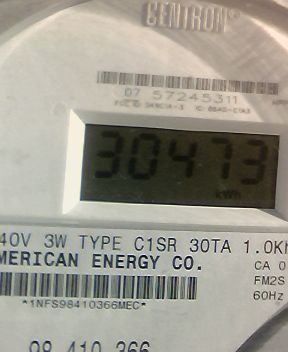 CENTRON®
07 57245311
30473
kWh
40V 3W TYPE C1SR 30TA 1.0K
MERICAN ENERGY CO.
CA 0
FM2S
60Hz
*1NFS98410366MEC*
98 410 366